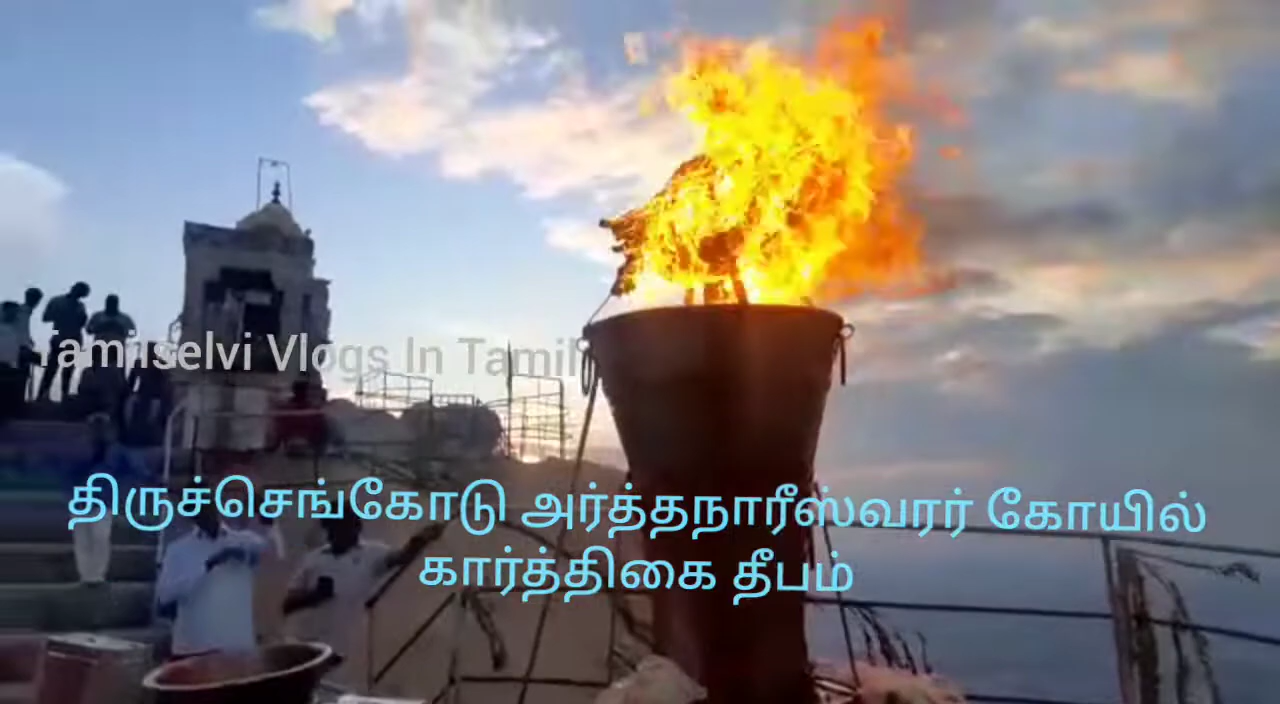 Tamilselvi Vlogs In Tamil
திருச்செங்கோடு அர்த்தநாரீஸ்வரர் கோயில்
கார்த்திகை தீபம்